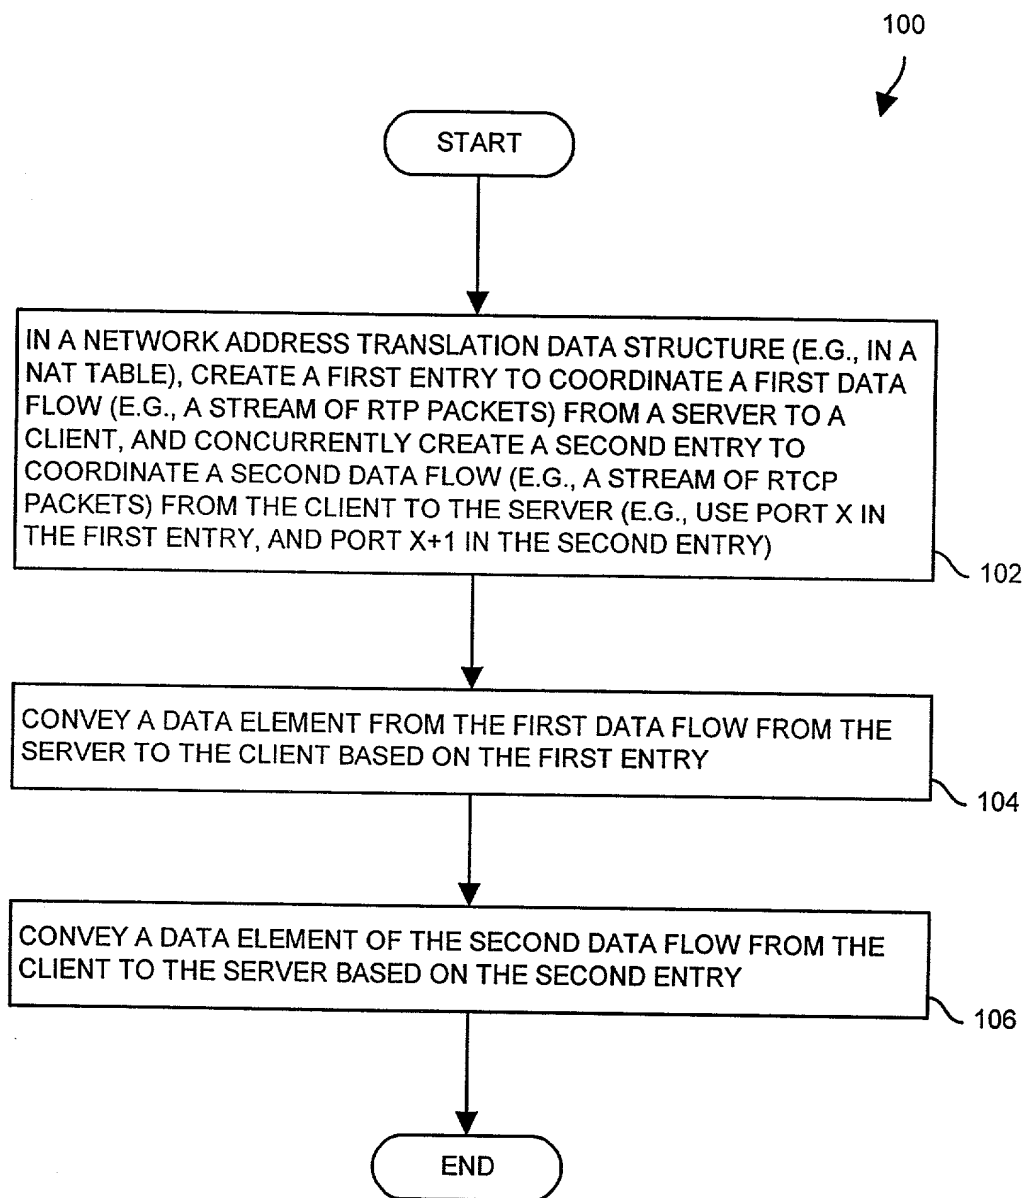 100
START
IN A NETWORK ADDRESS TRANSLATION DATA STRUCTURE (E.G., IN A
NAT TABLE), CREATE A FIRST ENTRY TO COORDINATE A FIRST DATA
FLOW (E.G., A STREAM OF RTP PACKETS) FROM A SERVER TO A
CLIENT, AND CONCURRENTLY CREATE A SECOND ENTRY TO
COORDINATE A SECOND DATA FLOW (E.G., A STREAM OF RTCP
PACKETS) FROM THE CLIENT TO THE SERVER (E.G., USE PORT X IN
THE FIRST ENTRY, AND PORT X+1 IN THE SECOND ENTRY)
102
CONVEY A DATA ELEMENT FROM THE FIRST DATA FLOW FROM THE
SERVER TO THE CLIENT BASED ON THE FIRST ENTRY
104
CONVEY A DATA ELEMENT OF THE SECOND DATA FLOW FROM THE
CLIENT TO THE SERVER BASED ON THE SECOND ENTRY
106
END